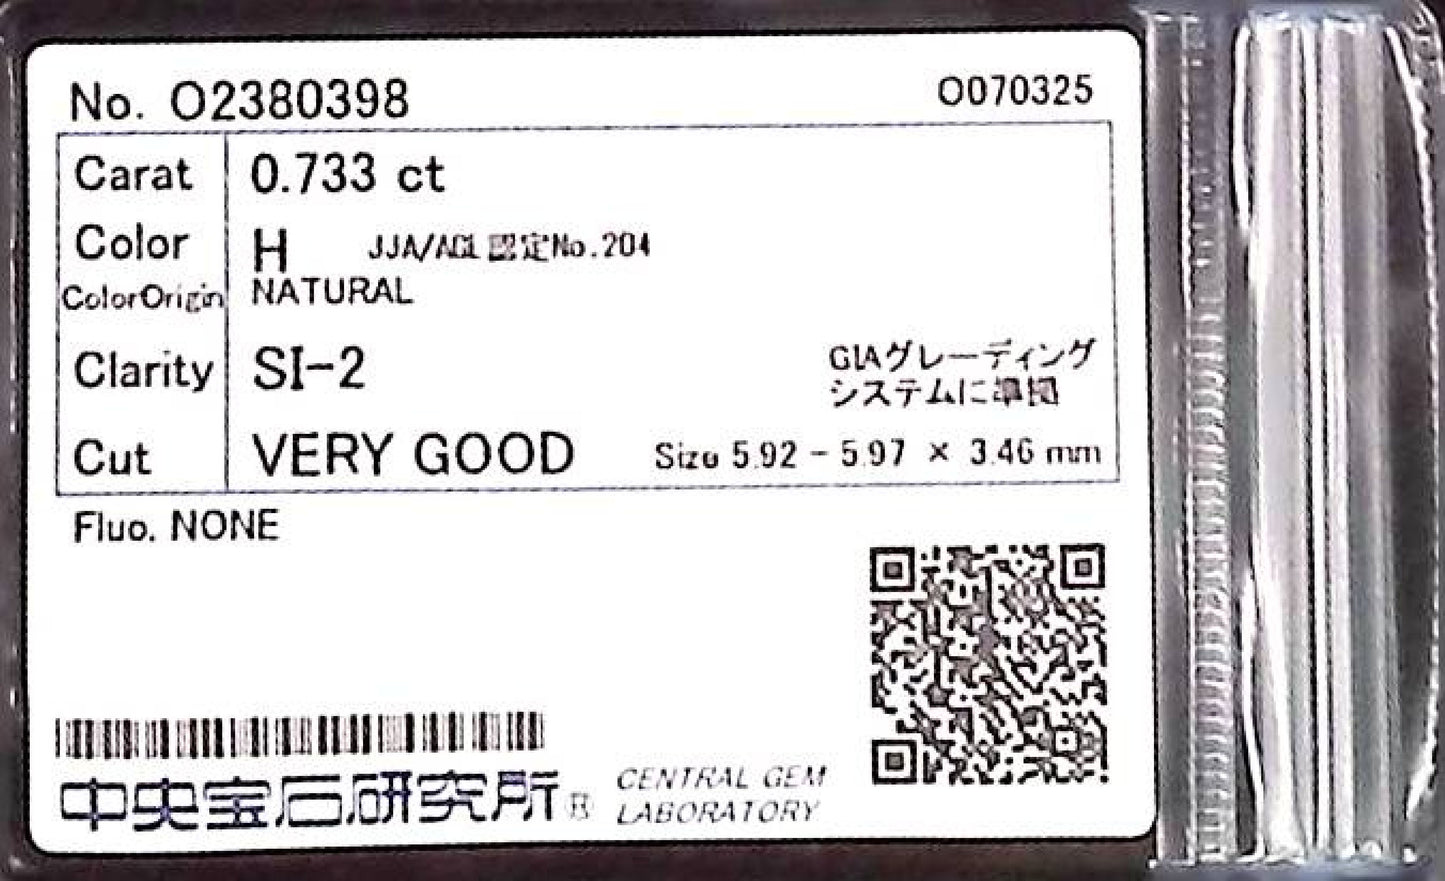 No. O2380398
O070325
Carat 0.733 ct
Color H JJA/AGL認定No.204
ColorOrigin NATURAL
Clarity SI-2
GIAグレーディング
システムに準拠
Cut VERY GOOD Size 5.92 - 5.97 × 3.46 mm
Fluo. NONE
中央宝石研究所®
CENTRAL GEM
LABORATORY